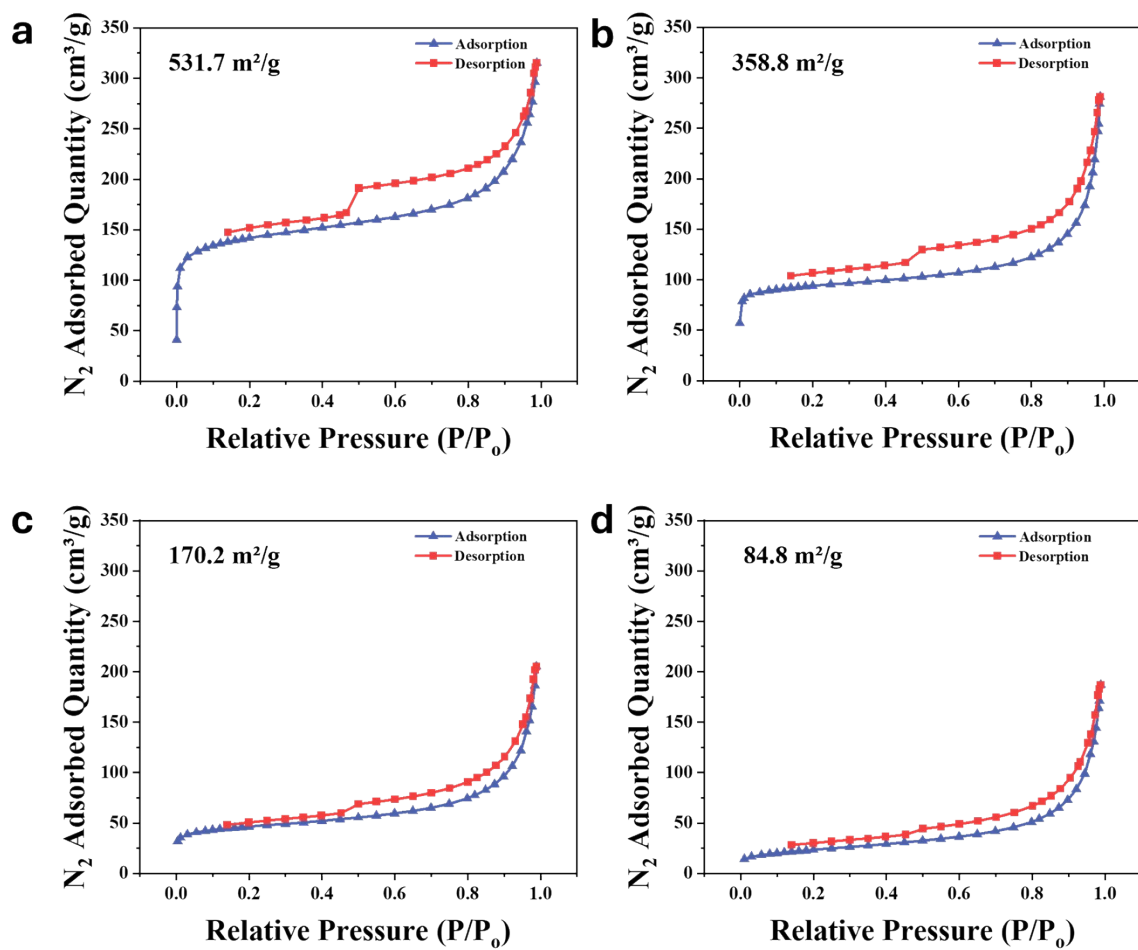 a
531.7 m²/g
Adsorption
Desorption
N₂ Adsorbed Quantity (cm³/g)
350
300
250
200
150
100
50
0
0.0 0.2 0.4 0.6 0.8 1.0
Relative Pressure (P/Pₒ)
b
358.8 m²/g
Adsorption
Desorption
N₂ Adsorbed Quantity (cm³/g)
350
300
250
200
150
100
50
0
0.0 0.2 0.4 0.6 0.8 1.0
Relative Pressure (P/Pₒ)
c
170.2 m²/g
Adsorption
Desorption
N₂ Adsorbed Quantity (cm³/g)
350
300
250
200
150
100
50
0
0.0 0.2 0.4 0.6 0.8 1.0
Relative Pressure (P/Pₒ)
d
84.8 m²/g
Adsorption
Desorption
N₂ Adsorbed Quantity (cm³/g)
350
300
250
200
150
100
50
0
0.0 0.2 0.4 0.6 0.8 1.0
Relative Pressure (P/Pₒ)